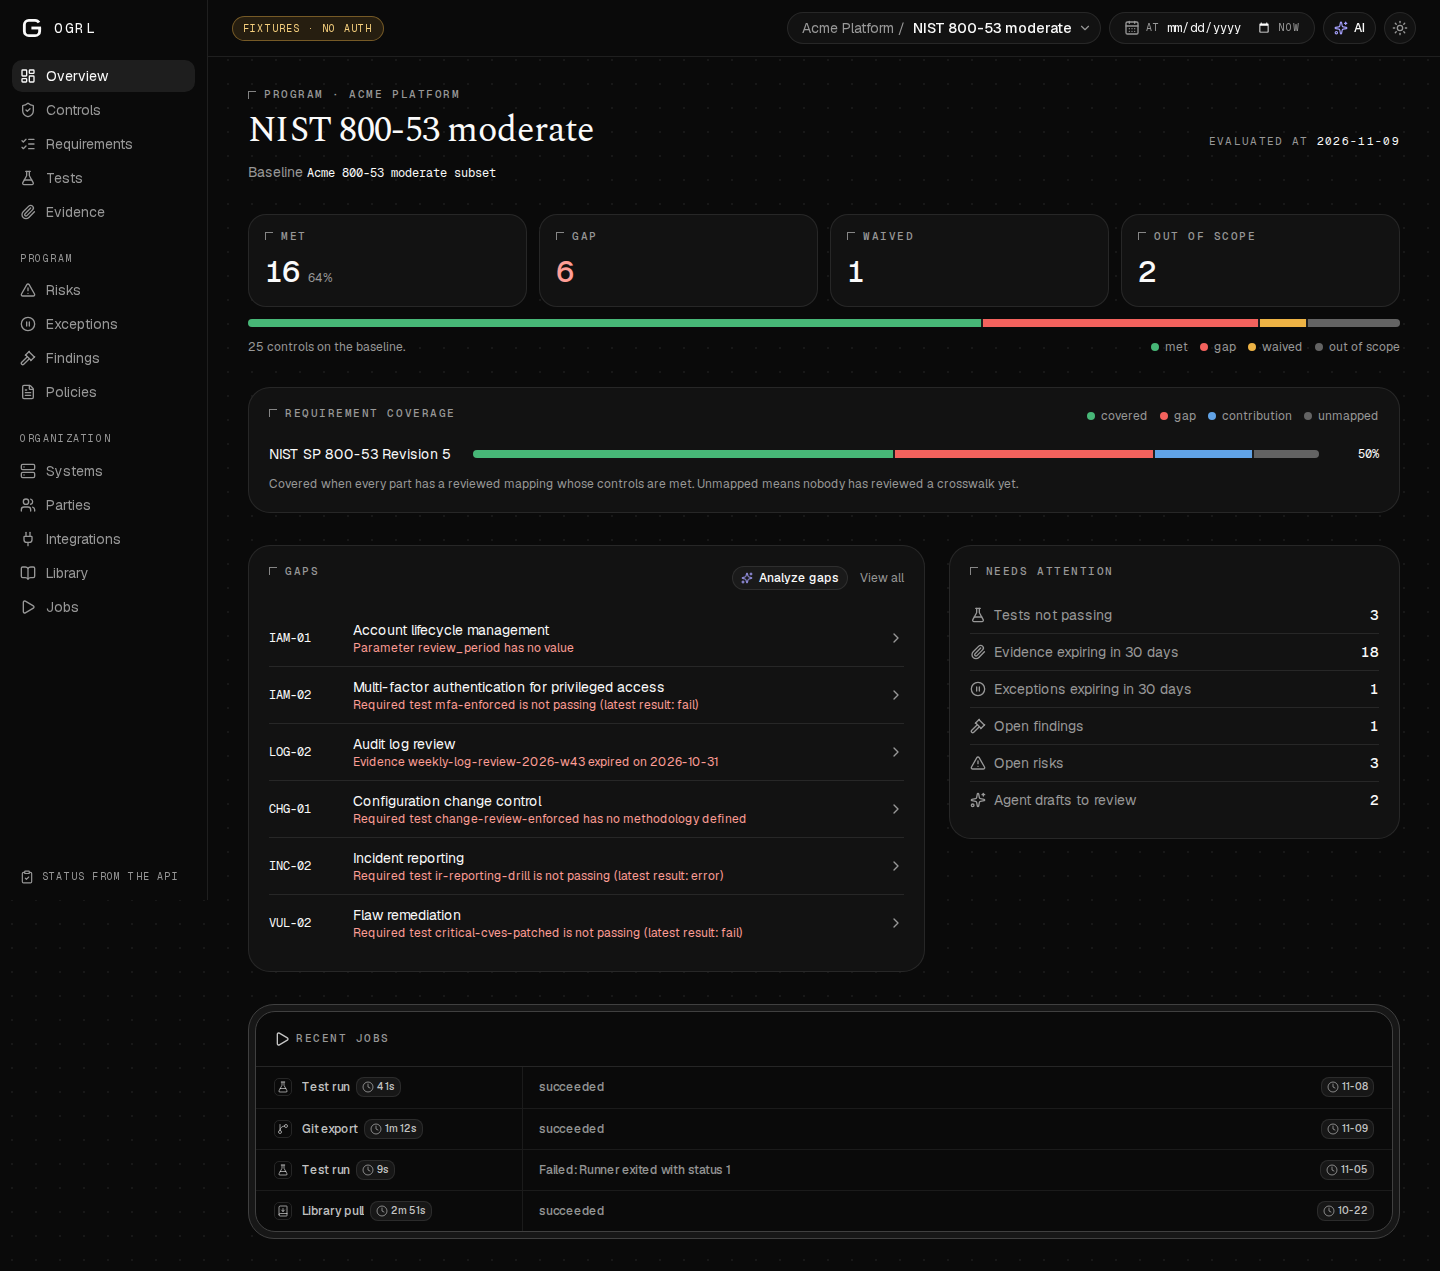 OGRL
FIXTURES · NO AUTH
Acme Platform / NIST 800-53 moderate
AT mm/dd/yyyy NOW
AI
Overview
Controls
Requirements
Tests
Evidence
PROGRAM
Risks
Exceptions
Findings
Policies
ORGANIZATION
Systems
Parties
Integrations
Library
Jobs
STATUS FROM THE API
PROGRAM · ACME PLATFORM
NIST 800-53 moderate
EVALUATED AT 2026-11-09
Baseline Acme 800-53 moderate subset
MET
16 64%
GAP
6
WAIVED
1
OUT OF SCOPE
2
25 controls on the baseline.
met gap waived out of scope
REQUIREMENT COVERAGE
covered gap contribution unmapped
NIST SP 800-53 Revision 5 50%
Covered when every part has a reviewed mapping whose controls are met. Unmapped means nobody has reviewed a crosswalk yet.
GAPS
Analyze gaps View all
IAM-01
Account lifecycle management
Parameter review_period has no value
IAM-02
Multi-factor authentication for privileged access
Required test mfa-enforced is not passing (latest result: fail)
LOG-02
Audit log review
Evidence weekly-log-review-2026-w43 expired on 2026-10-31
CHG-01
Configuration change control
Required test change-review-enforced has no methodology defined
INC-02
Incident reporting
Required test ir-reporting-drill is not passing (latest result: error)
VUL-02
Flaw remediation
Required test critical-cves-patched is not passing (latest result: fail)
NEEDS ATTENTION
Tests not passing 3
Evidence expiring in 30 days 18
Exceptions expiring in 30 days 1
Open findings 1
Open risks 3
Agent drafts to review 2
RECENT JOBS
Test run 41s succeeded 11-08
Git export 1m 12s succeeded 11-09
Test run 9s Failed: Runner exited with status 1 11-05
Library pull 2m 51s succeeded 10-22